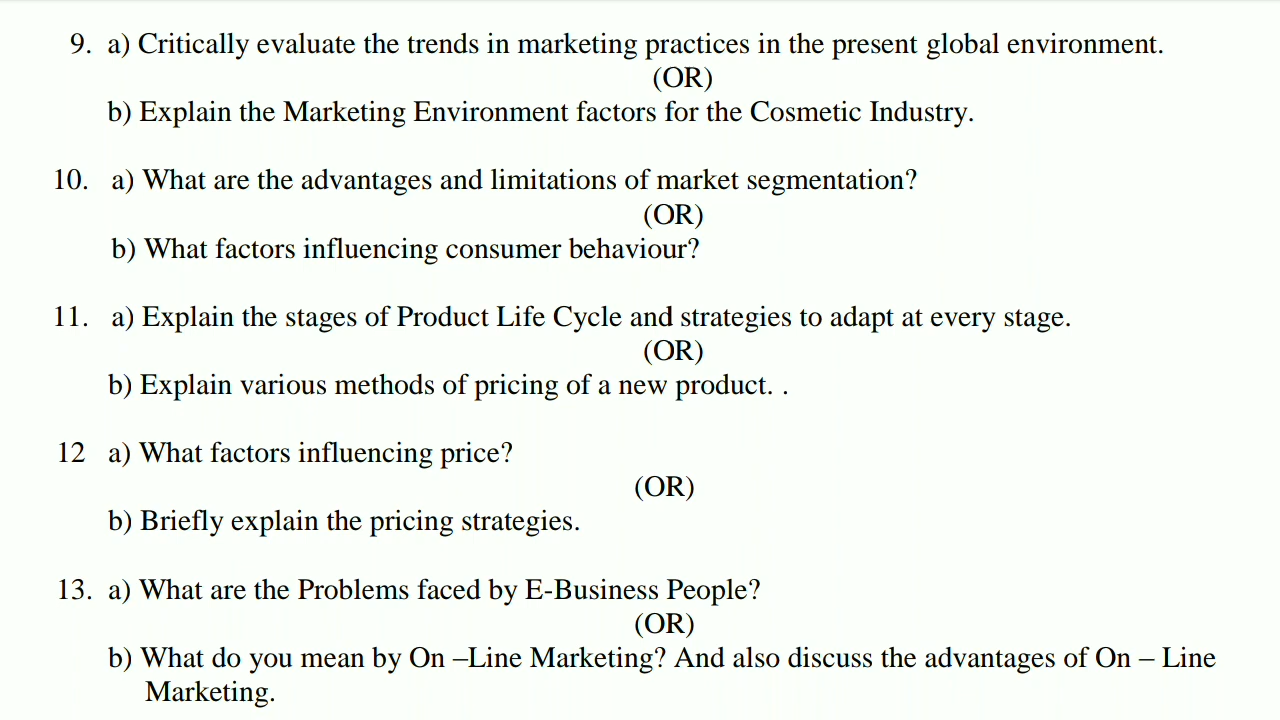 9. a) Critically evaluate the trends in marketing practices in the present global environment.
(OR)
b) Explain the Marketing Environment factors for the Cosmetic Industry.
10. a) What are the advantages and limitations of market segmentation?
(OR)
b) What factors influencing consumer behaviour?
11. a) Explain the stages of Product Life Cycle and strategies to adapt at every stage.
(OR)
b) Explain various methods of pricing of a new product. .
12 a) What factors influencing price?
(OR)
b) Briefly explain the pricing strategies.
13. a) What are the Problems faced by E-Business People?
(OR)
b) What do you mean by On –Line Marketing? And also discuss the advantages of On – Line
Marketing.